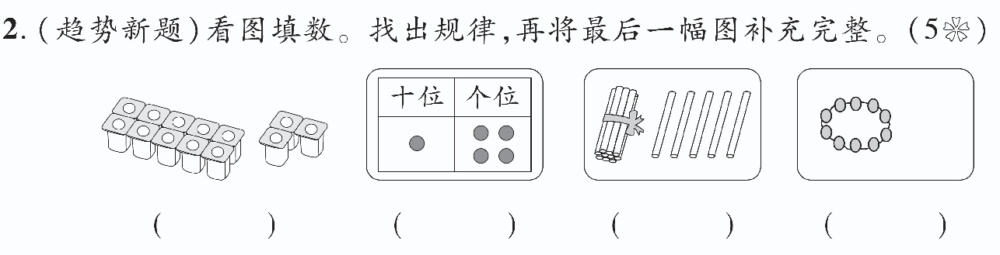 2.(趋势新题)看图填数。找出规律,再将最后一幅图补充完整。(5)
十位 个位
( ) ( ) ( ) ( )